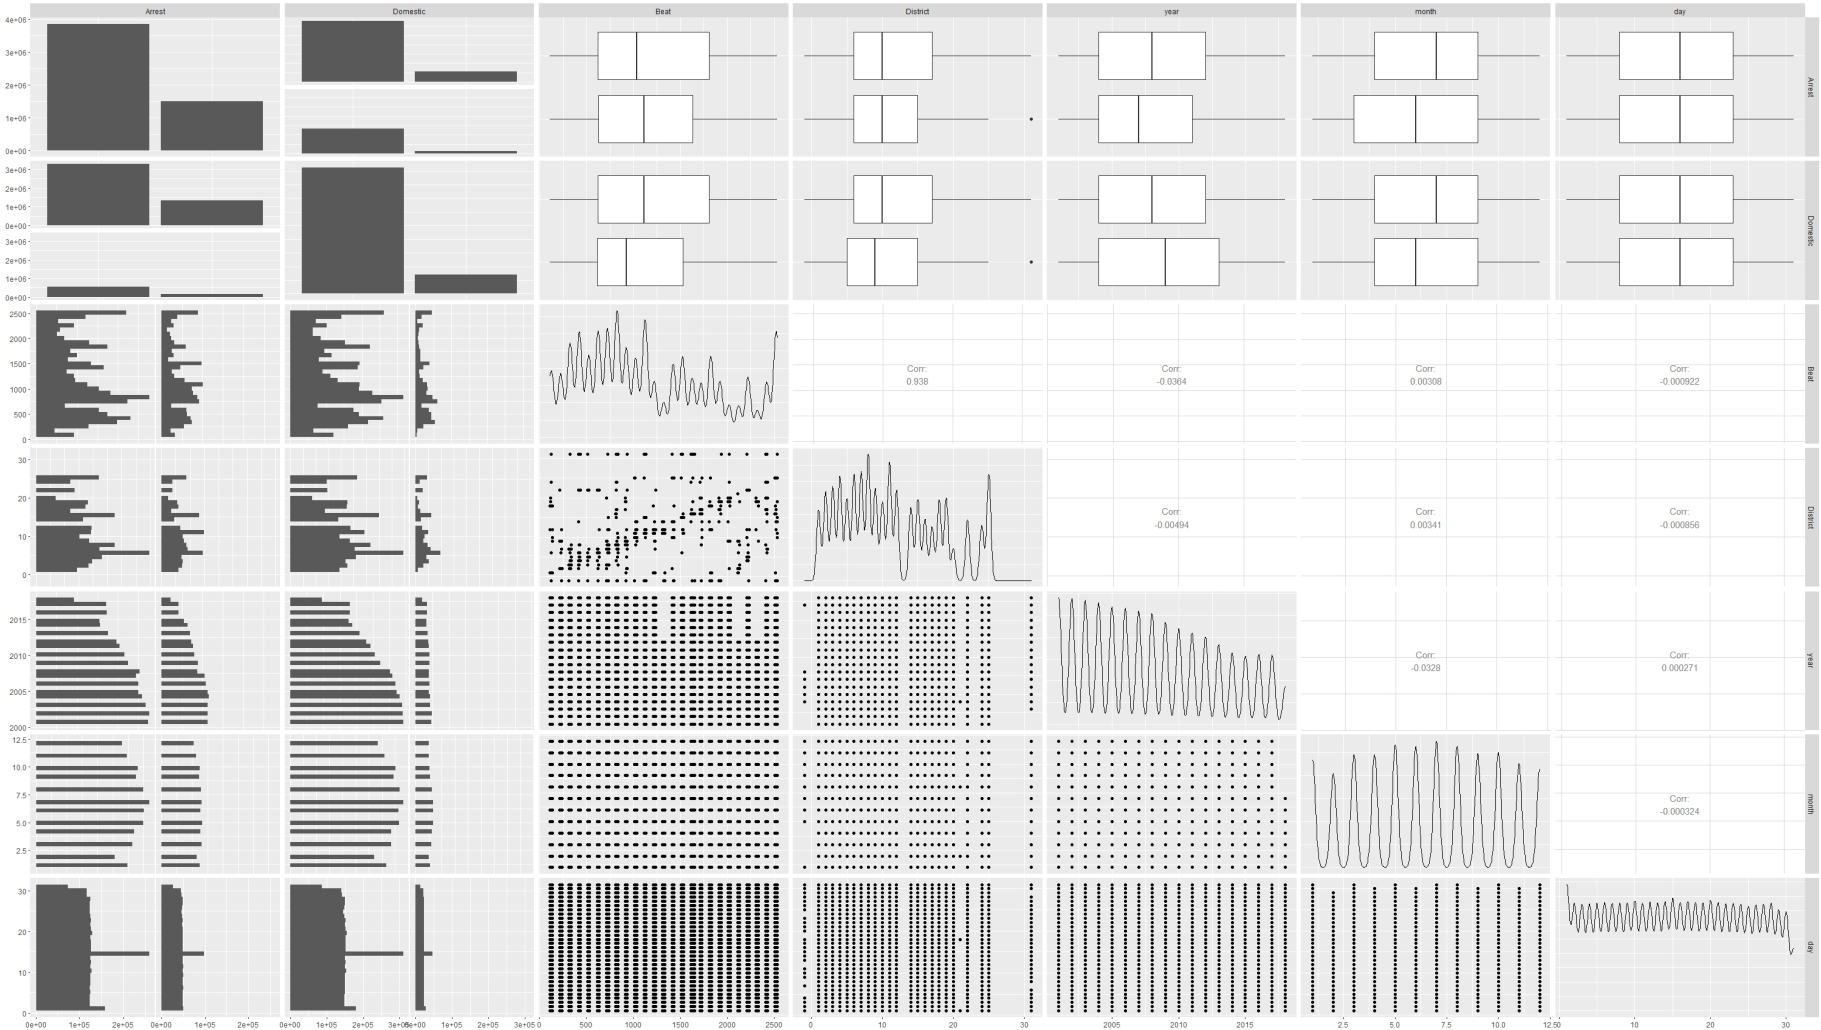 Arrest Domestic Beat District year month day
4e+06
3e+06
2e+06
1e+06
0e+00
Arrest
3e+06
2e+06
1e+06
0e+00
3e+06
2e+06
1e+06
0e+00
Domestic
2500
2000
1500
1000
500
0
Corr:
0.938
Corr:
-0.0364
Corr:
0.00308
Corr:
-0.000922
Beat
30
20
10
0
Corr:
-0.00494
Corr:
0.00341
Corr:
-0.000856
District
2015
2010
2005
2000
Corr:
-0.0328
Corr:
0.000271
year
12.5
10.0
7.5
5.0
2.5
Corr:
-0.000324
month
30
20
10
0
day
0e+00 1e+05 2e+05 0e+00 1e+05 2e+05 0e+00 1e+05 2e+05 3e+05 0e+00 1e+05 2e+05 3e+05 500 1000 1500 2000 2500 0 10 20 30 2005 2010 2015 2.5 5.0 7.5 10.0 12.5 0 10 20 30